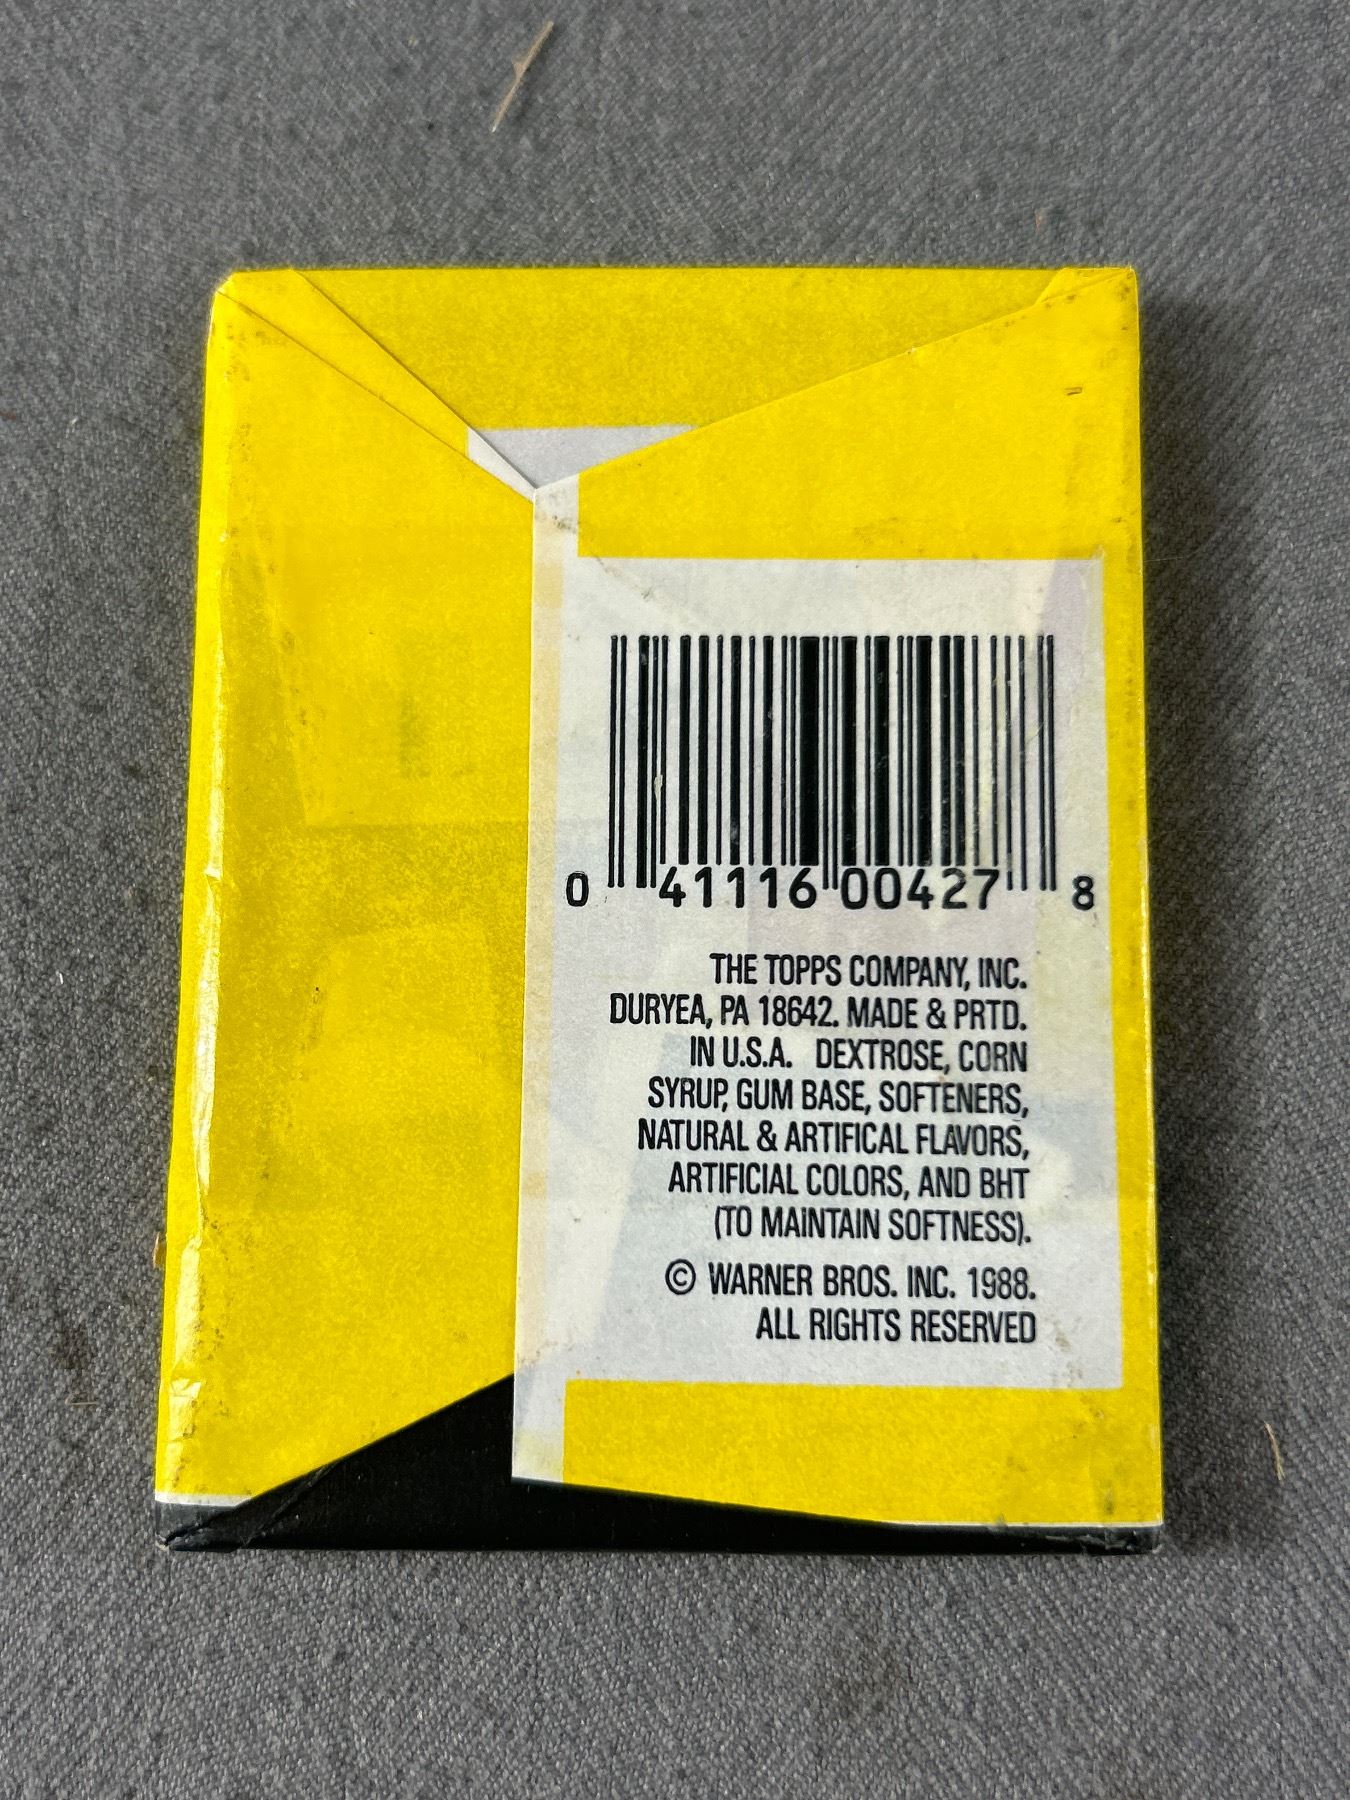 0 41116 00427 8
THE TOPPS COMPANY, INC.
DURYEA, PA 18642. MADE & PRTD.
IN U.S.A. DEXTROSE, CORN
SYRUP, GUM BASE, SOFTENERS,
NATURAL & ARTIFICAL FLAVORS,
ARTIFICIAL COLORS, AND BHT
(TO MAINTAIN SOFTNESS).
© WARNER BROS. INC. 1988.
ALL RIGHTS RESERVED